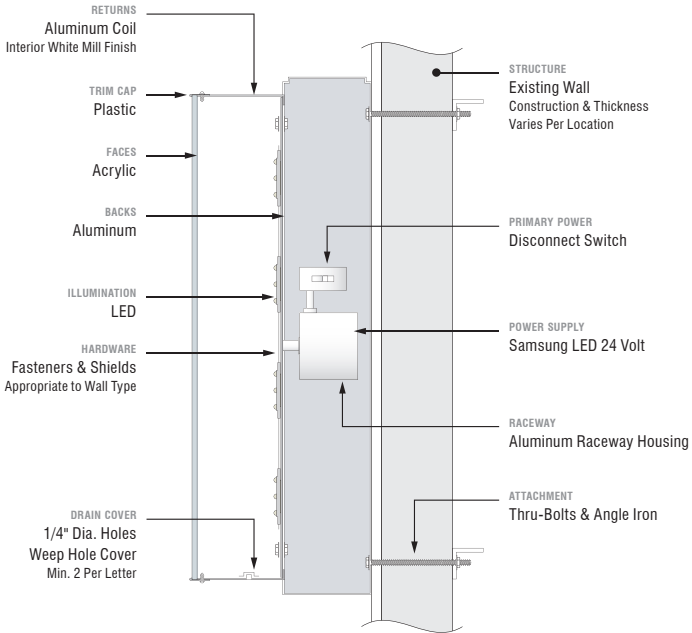 RETURNS
Aluminum Coil
Interior White Mill Finish
TRIM CAP
Plastic
FACES
Acrylic
BACKS
Aluminum
ILLUMINATION
LED
HARDWARE
Fasteners & Shields
Appropriate to Wall Type
DRAIN COVER
1/4" Dia. Holes
Weep Hole Cover
Min. 2 Per Letter
STRUCTURE
Existing Wall
Construction & Thickness
Varies Per Location
PRIMARY POWER
Disconnect Switch
POWER SUPPLY
Samsung LED 24 Volt
RACEWAY
Aluminum Raceway Housing
ATTACHMENT
Thru-Bolts & Angle Iron